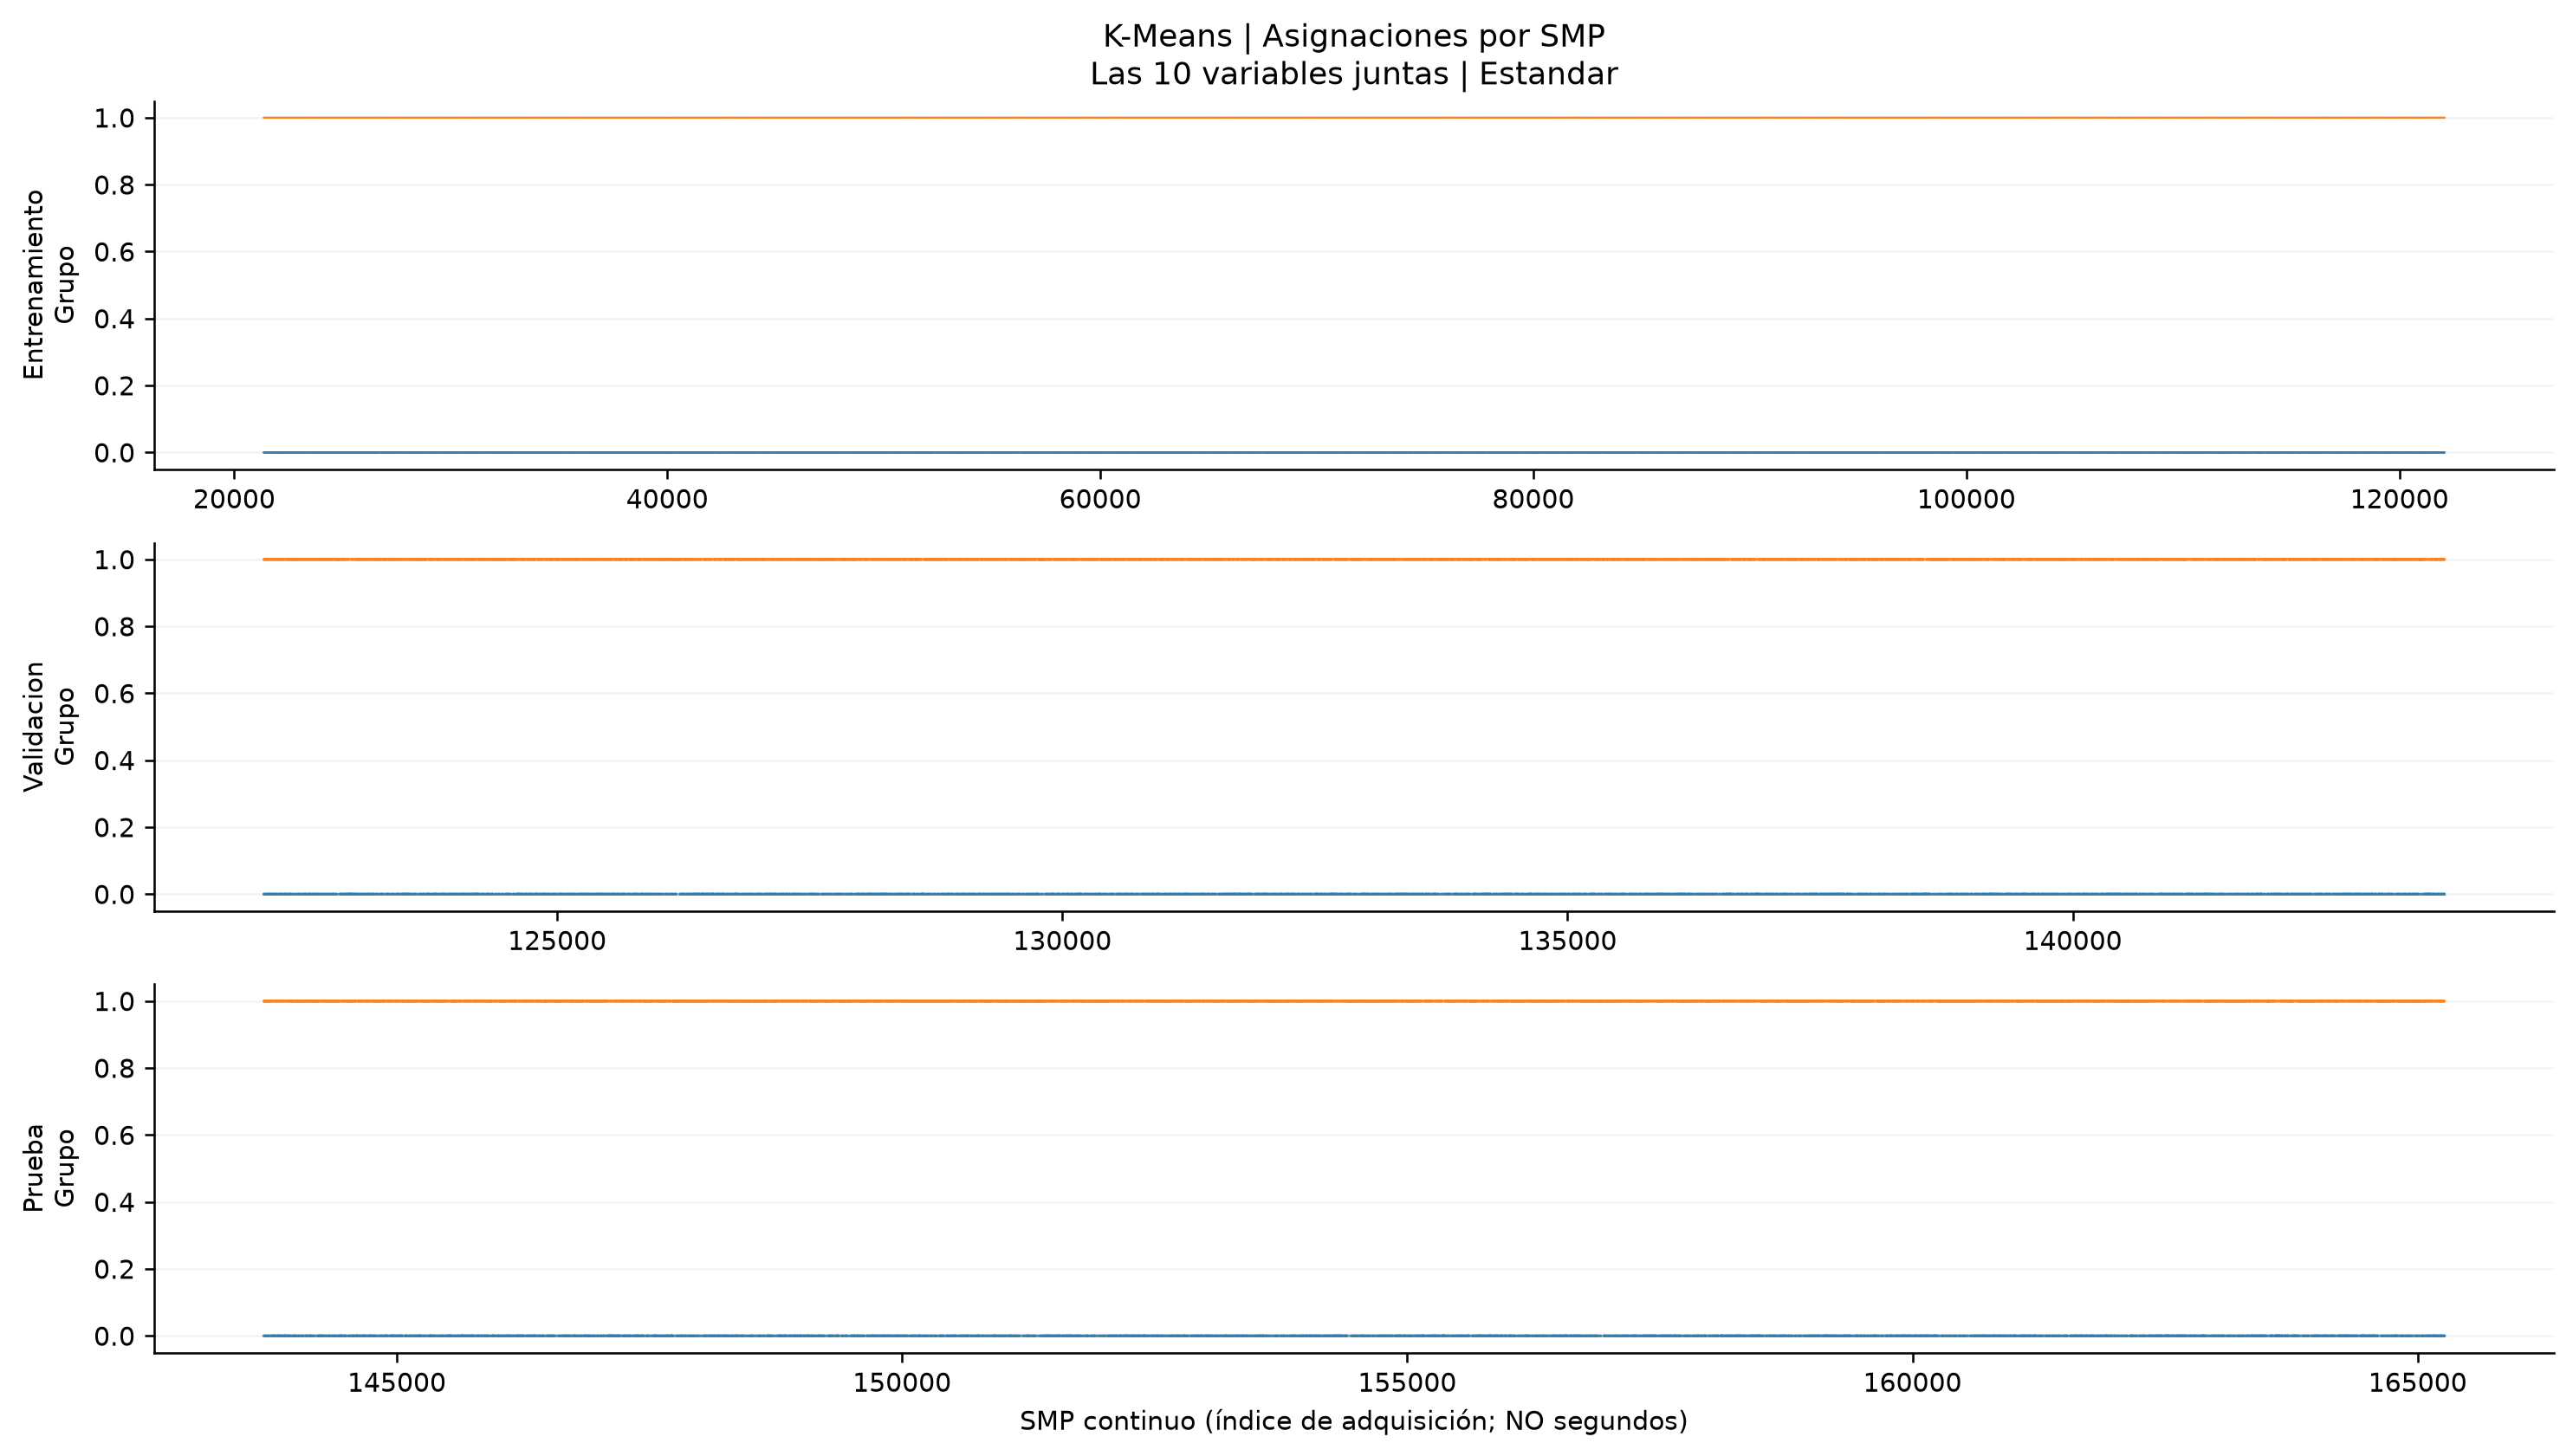 K-Means | Asignaciones por SMP
Las 10 variables juntas | Estandar
Entrenamiento
Grupo
1.0
0.8
0.6
0.4
0.2
0.0
20000 40000 60000 80000 100000 120000
Validacion
Grupo
1.0
0.8
0.6
0.4
0.2
0.0
125000 130000 135000 140000
Prueba
Grupo
1.0
0.8
0.6
0.4
0.2
0.0
145000 150000 155000 160000 165000
SMP continuo (índice de adquisición; NO segundos)